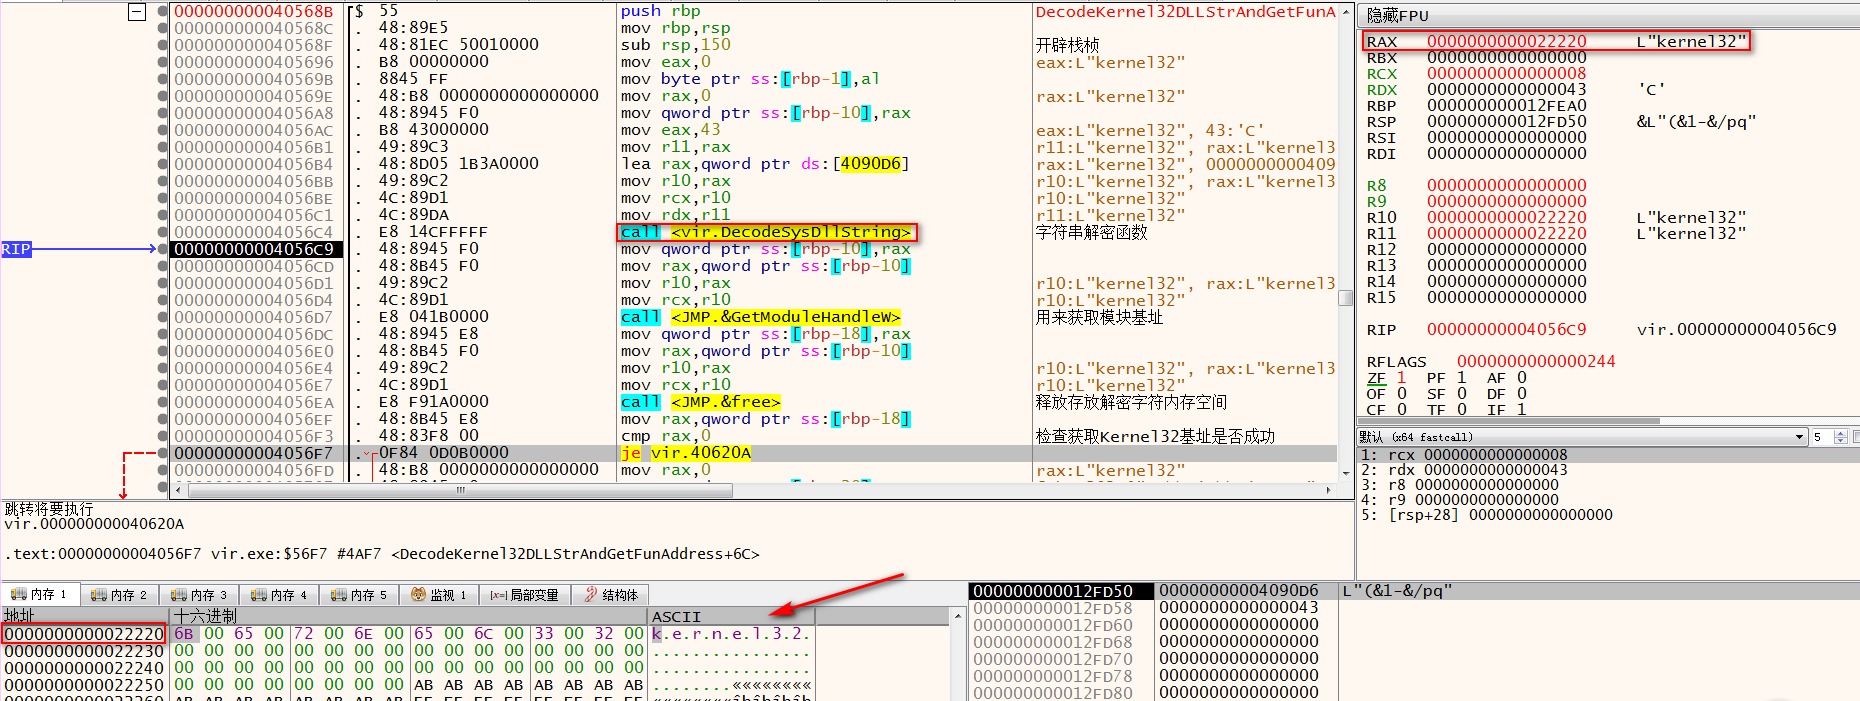 000000000040568B $ 55 push rbp DecodeKernel32DLLStrAndGetFunA
000000000040568C . 48:89E5 mov rbp,rsp
000000000040568F . 48:81EC 50010000 sub rsp,150 开辟栈桢
0000000000405696 . B8 00000000 mov eax,0 eax:L"kernel32"
000000000040569B . 8845 FF mov byte ptr ss:[rbp-1],al
000000000040569E . 48:B8 0000000000000000 mov rax,0 rax:L"kernel32"
00000000004056A8 . 48:8945 F0 mov qword ptr ss:[rbp-10],rax
00000000004056AC . B8 43000000 mov eax,43 eax:L"kernel32", 43:'C'
00000000004056B1 . 49:89C3 mov r11,rax r11:L"kernel32", rax:L"kernel3
00000000004056B4 . 48:8D05 1B3A0000 lea rax,qword ptr ds:[4090D6] rax:L"kernel32", 0000000000409
00000000004056BB . 49:89C2 mov r10,rax r10:L"kernel32", rax:L"kernel3
00000000004056BE . 4C:89D1 mov rcx,r10 r10:L"kernel32"
00000000004056C1 . 4C:89DA mov rdx,r11 r11:L"kernel32"
00000000004056C4 . E8 14CFFFFF call <vir.DecodeSysDllString> 字符串解密函数
RIP 00000000004056C9 . 48:8945 F0 mov qword ptr ss:[rbp-10],rax
00000000004056CD . 48:8B45 F0 mov rax,qword ptr ss:[rbp-10]
00000000004056D1 . 49:89C2 mov r10,rax r10:L"kernel32", rax:L"kernel3
00000000004056D4 . 4C:89D1 mov rcx,r10 r10:L"kernel32"
00000000004056D7 . E8 041B0000 call <JMP.&GetModuleHandleW> 用来获取模块基址
00000000004056DC . 48:8945 E8 mov qword ptr ss:[rbp-18],rax
00000000004056E0 . 48:8B45 F0 mov rax,qword ptr ss:[rbp-10]
00000000004056E4 . 49:89C2 mov r10,rax r10:L"kernel32", rax:L"kernel3
00000000004056E7 . 4C:89D1 mov rcx,r10 r10:L"kernel32"
00000000004056EA . E8 F91A0000 call <JMP.&free> 释放存放解密字符内存空间
00000000004056EF . 48:8B45 E8 mov rax,qword ptr ss:[rbp-18]
00000000004056F3 . 48:83F8 00 cmp rax,0 检查获取Kernel32基址是否成功
00000000004056F7 . 0F84 0D0B0000 je vir.40620A
00000000004056FD . 48:B8 0000000000000000 mov rax,0 rax:L"kernel32"
隐藏FPU
RAX 0000000000022220 L"kernel32"
RBX 0000000000000000
RCX 0000000000000008
RDX 0000000000000043 'C'
RBP 000000000012FEA0
RSP 000000000012FD50 &L"(&1-&/pq"
RSI 0000000000000000
RDI 0000000000000000
R8 0000000000000000
R9 0000000000000000
R10 0000000000022220 L"kernel32"
R11 0000000000022220 L"kernel32"
R12 0000000000000000
R13 0000000000000000
R14 0000000000000000
R15 0000000000000000
RIP 00000000004056C9 vir.00000000004056C9
RFLAGS 0000000000000244
ZF 1 PF 1 AF 0
OF 0 SF 0 DF 0
CF 0 TF 0 IF 1
默认 (x64 fastcall) 5
1: rcx 0000000000000008
2: rdx 0000000000000043
3: r8 0000000000000000
4: r9 0000000000000000
5: [rsp+28] 0000000000000000
跳转将要执行
vir.000000000040620A
.text:00000000004056F7 vir.exe:$56F7 #4AF7 <DecodeKernel32DLLStrAndGetFunAddress+6C>
内存 1 内存 2 内存 3 内存 4 内存 5 监视 1 [x=] 局部变量 结构体
地址 十六进制 ASCII
0000000000022220 6B 00 65 00 72 00 6E 00 65 00 6C 00 33 00 32 00 k.e.r.n.e.l.3.2.
0000000000022230 00 00 00 00 00 00 00 00 00 00 00 00 00 00 00 00 ................
0000000000022240 00 00 00 00 00 00 00 00 00 00 00 00 00 00 00 00 ................
0000000000022250 00 00 00 00 00 00 00 00 AB AB AB AB AB AB AB AB ........««««««««
000000000012FD50 00000000004090D6 L"(&1-&/pq"
000000000012FD58 0000000000000043
000000000012FD60 0000000000000000
000000000012FD68 0000000000000000
000000000012FD70 0000000000000000
000000000012FD78 0000000000000000
000000000012FD80 0000000000000000